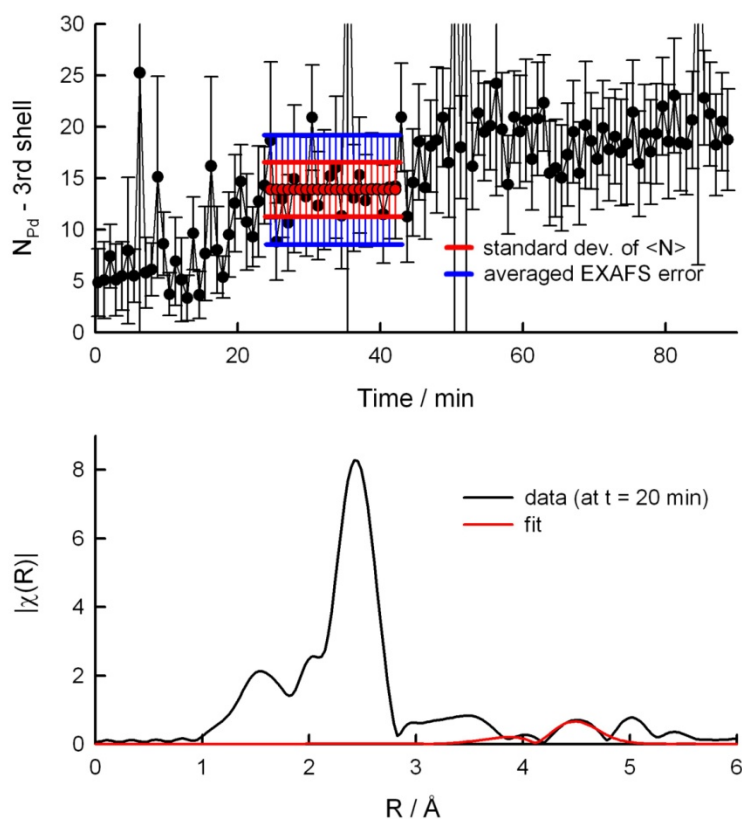 30
25
20
15
10
5
0
N_Pd - 3rd shell
standard dev. of <N>
averaged EXAFS error
0 20 40 60 80
Time / min
8
6
4
2
0
|χ(R)|
data (at t = 20 min)
fit
0 1 2 3 4 5 6
R / Å